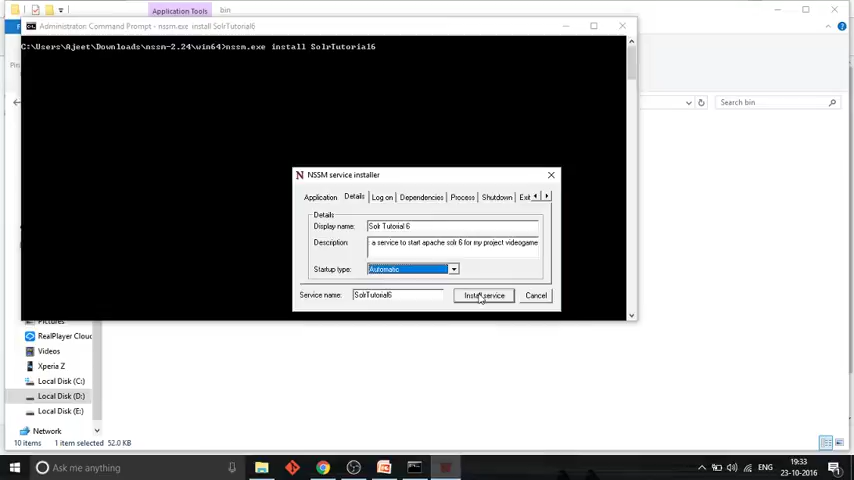 Application Tools
bin
Administrator: Command Prompt - nssm.exe install SolrTutorial6
C:\Users\Ajeet\Downloads\nssm-2.24\win64>nssm.exe install SolrTutorial6
Search bin
NSSM service installer
Application Details Log on Dependencies Process Shutdown Exit
Details
Display name: Solr Tutorial 6
Description: a service to start apache solr 6 for my project videogame
Startup type: Automatic
Service name: SolrTutorial6 Install service Cancel
Pictures
RealPlayer Cloud
Videos
Xperia Z
Local Disk (C:)
Local Disk (D:)
Local Disk (E:)
Network
10 items 1 item selected 52.0 KB
Ask me anything
ENG
19:33
23-10-2016